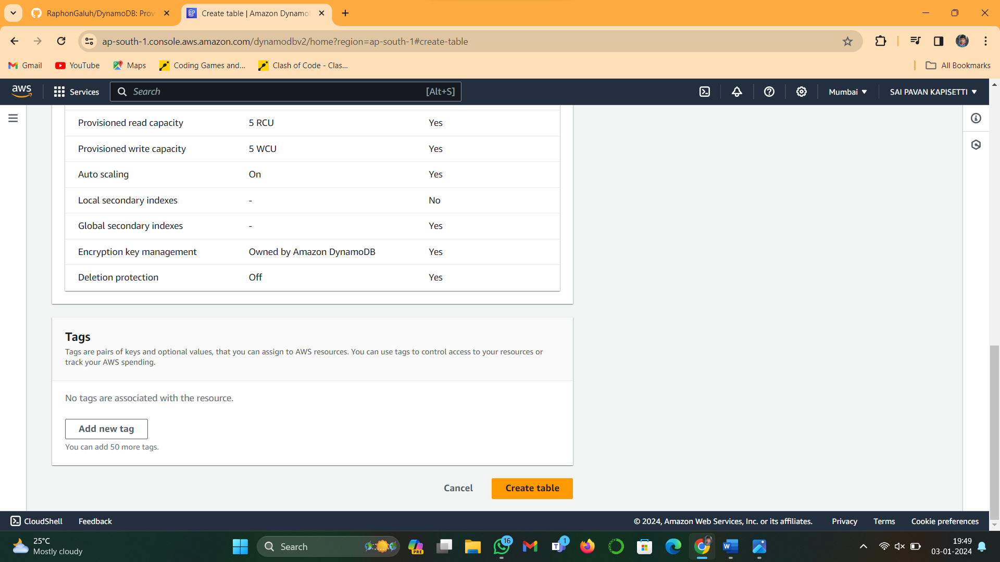 RaphonGaluh/DynamoDB: Prov
Create table | Amazon Dynamo
ap-south-1.console.aws.amazon.com/dynamodbv2/home?region=ap-south-1#create-table
Gmail YouTube Maps Coding Games and... Clash of Code - Clas... All Bookmarks
aws Services Search [Alt+S] Mumbai SAI PAVAN KAPISETTI
Provisioned read capacity 5 RCU Yes
Provisioned write capacity 5 WCU Yes
Auto scaling On Yes
Local secondary indexes - No
Global secondary indexes - Yes
Encryption key management Owned by Amazon DynamoDB Yes
Deletion protection Off Yes
Tags
Tags are pairs of keys and optional values, that you can assign to AWS resources. You can use tags to control access to your resources or
track your AWS spending.
No tags are associated with the resource.
Add new tag
You can add 50 more tags.
Cancel Create table
CloudShell Feedback © 2024, Amazon Web Services, Inc. or its affiliates. Privacy Terms Cookie preferences
25°C
Mostly cloudy
Search
PRE
16
1
19:49
03-01-2024